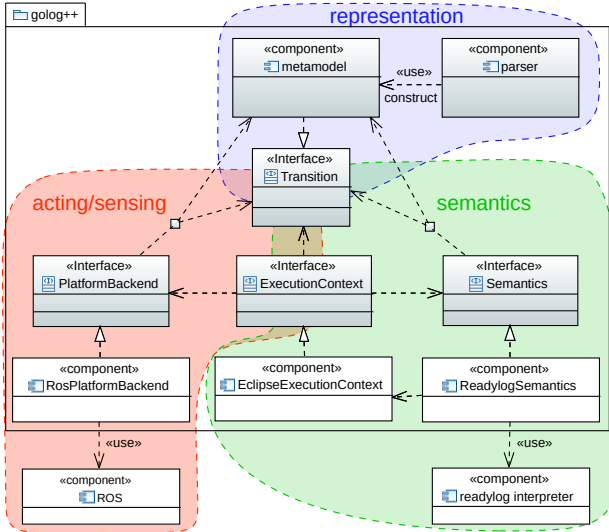 golog++
representation
«component»
metamodel
«use»
construct
«component»
parser
«Interface»
Transition
acting/sensing
semantics
«Interface»
PlatformBackend
«Interface»
ExecutionContext
«Interface»
Semantics
«component»
RosPlatformBackend
«component»
EclipseExecutionContext
«component»
ReadylogSemantics
«use»
«use»
«component»
ROS
«component»
readylog interpreter